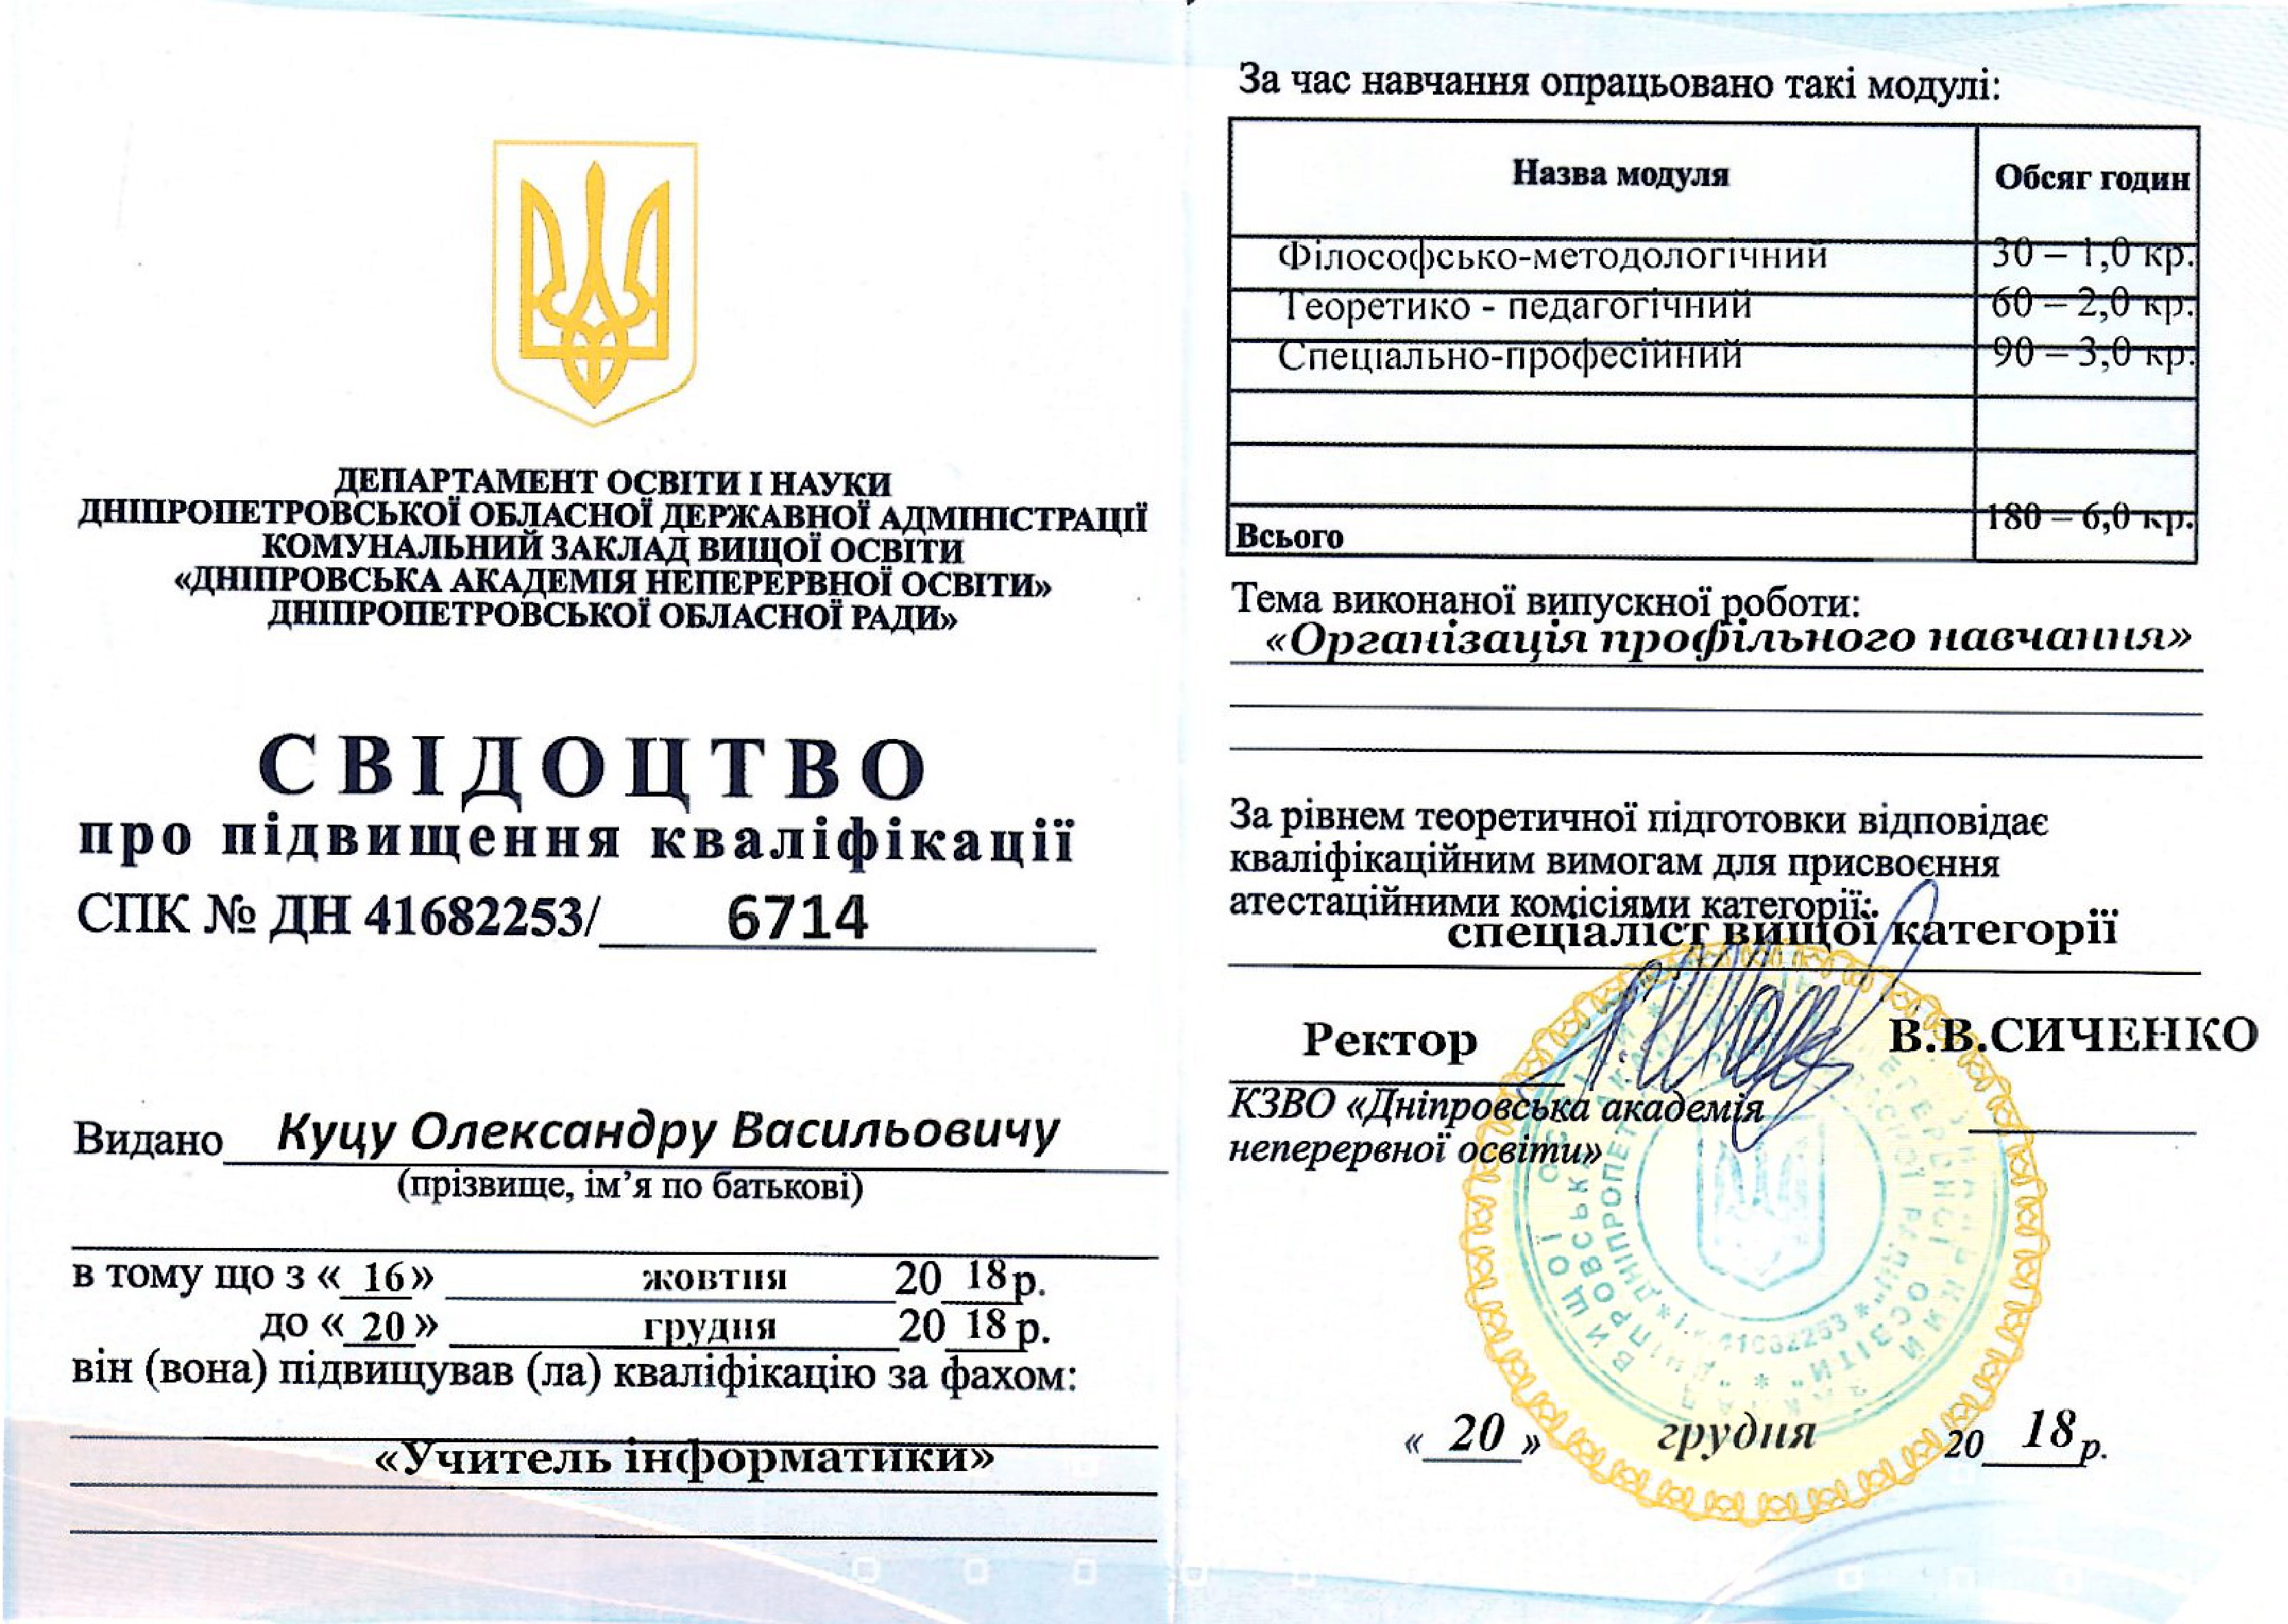 ДЕПАРТАМЕНТ ОСВІТИ І НАУКИ
ДНІПРОПЕТРОВСЬКОЇ ОБЛАСНОЇ ДЕРЖАВНОЇ АДМІНІСТРАЦІЇ
КОМУНАЛЬНИЙ ЗАКЛАД ВИЩОЇ ОСВІТИ
«ДНІПРОВСЬКА АКАДЕМІЯ НЕПЕРЕРВНОЇ ОСВІТИ»
ДНІПРОПЕТРОВСЬКОЇ ОБЛАСНОЇ РАДИ»
СВІДОЦТВО
про підвищення кваліфікації
СПК № ДН 41682253/ 6714
Видано Куцу Олександру Васильовичу
(прізвище, ім’я по батькові)
в тому що з « 16» жовтня 20 18р.
до « 20 » грудня 20 18 р.
він (вона) підвищував (ла) кваліфікацію за фахом:
«Учитель інформатики»
За час навчання опрацьовано такі модулі:
Назва модуля Обсяг годин
Філософсько-методологічний 30 – 1,0 кр.
Теоретико - педагогічний 60 – 2,0 кр.
Спеціально-професійний 90 – 3,0 кр.
Всього 180 – 6,0 кр.
Тема виконаної випускної роботи:
«Організація профільного навчання»
За рівнем теоретичної підготовки відповідає
кваліфікаційним вимогам для присвоєння
атестаційними комісіями категорії:
спеціаліст вищої категорії
Ректор В.В.СИЧЕНКО
КЗВО «Дніпровська академія
неперервної освіти»
« 20 » грудня 20 18 р.